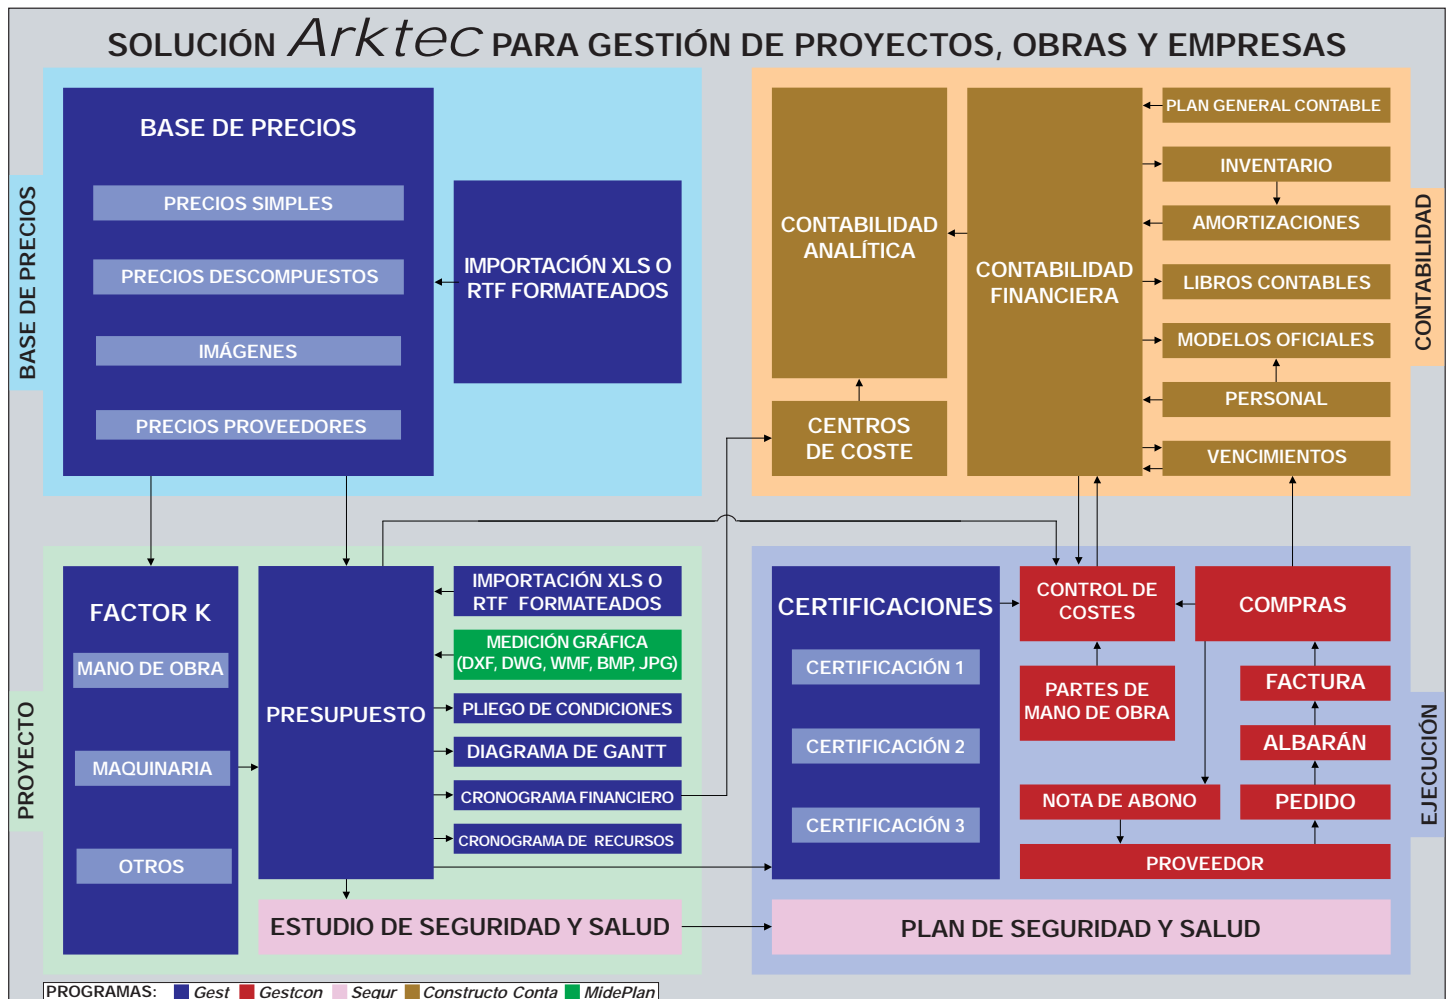 SOLUCIÓN Arktec PARA GESTIÓN DE PROYECTOS, OBRAS Y EMPRESAS
BASE DE PRECIOS
BASE DE PRECIOS
PRECIOS SIMPLES
PRECIOS DESCOMPUESTOS
IMÁGENES
PRECIOS PROVEEDORES
IMPORTACIÓN XLS O
RTF FORMATEADOS
CONTABILIDAD
ANALÍTICA
CENTROS
DE COSTE
CONTABILIDAD
FINANCIERA
PLAN GENERAL CONTABLE
INVENTARIO
AMORTIZACIONES
LIBROS CONTABLES
MODELOS OFICIALES
PERSONAL
VENCIMIENTOS
CONTABILIDAD
PROYECTO
FACTOR K
MANO DE OBRA
MAQUINARIA
OTROS
PRESUPUESTO
IMPORTACIÓN XLS O
RTF FORMATEADOS
MEDICIÓN GRÁFICA
(DXF, DWG, WMF, BMP, JPG)
PLIEGO DE CONDICIONES
DIAGRAMA DE GANTT
CRONOGRAMA FINANCIERO
CRONOGRAMA DE RECURSOS
ESTUDIO DE SEGURIDAD Y SALUD
CERTIFICACIONES
CERTIFICACIÓN 1
CERTIFICACIÓN 2
CERTIFICACIÓN 3
CONTROL DE
COSTES
PARTES DE
MANO DE OBRA
COMPRAS
FACTURA
ALBARÁN
PEDIDO
NOTA DE ABONO
PROVEEDOR
PLAN DE SEGURIDAD Y SALUD
EJECUCIÓN
PROGRAMAS: Gest Gestcon Segur Constructo Conta MidePlan